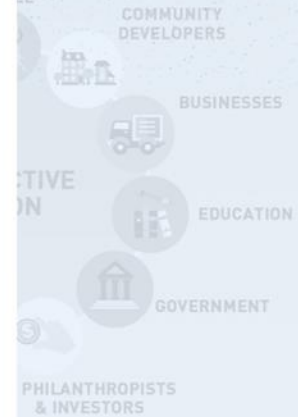 COMMUNITY
DEVELOPERS
BUSINESSES
CTIVE
ON
EDUCATION
GOVERNMENT
$
PHILANTHROPISTS
& INVESTORS